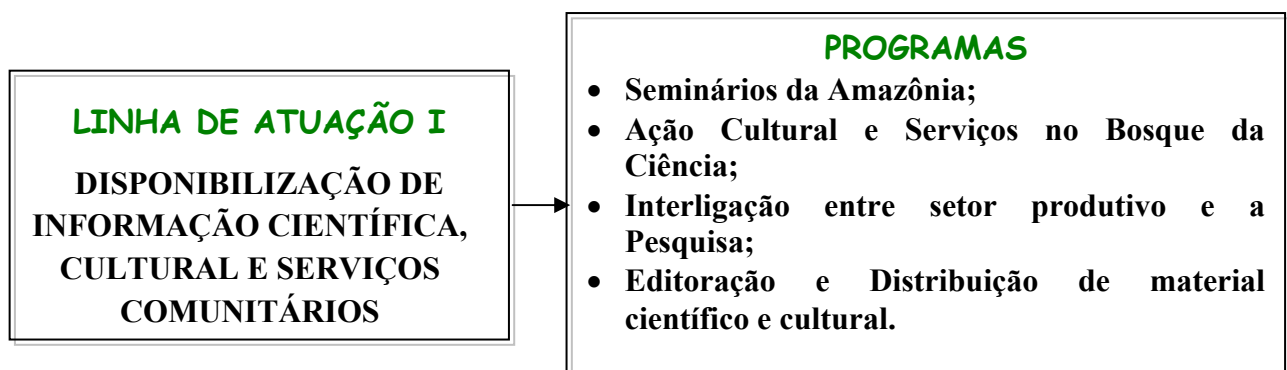 LINHA DE ATUAÇÃO I
DISPONIBILIZAÇÃO DE
INFORMAÇÃO CIENTÍFICA,
CULTURAL E SERVIÇOS
COMUNITÁRIOS
PROGRAMAS
• Seminários da Amazônia;
• Ação Cultural e Serviços no Bosque da
Ciência;
• Interligação entre setor produtivo e a
Pesquisa;
• Editoração e Distribuição de material
científico e cultural.